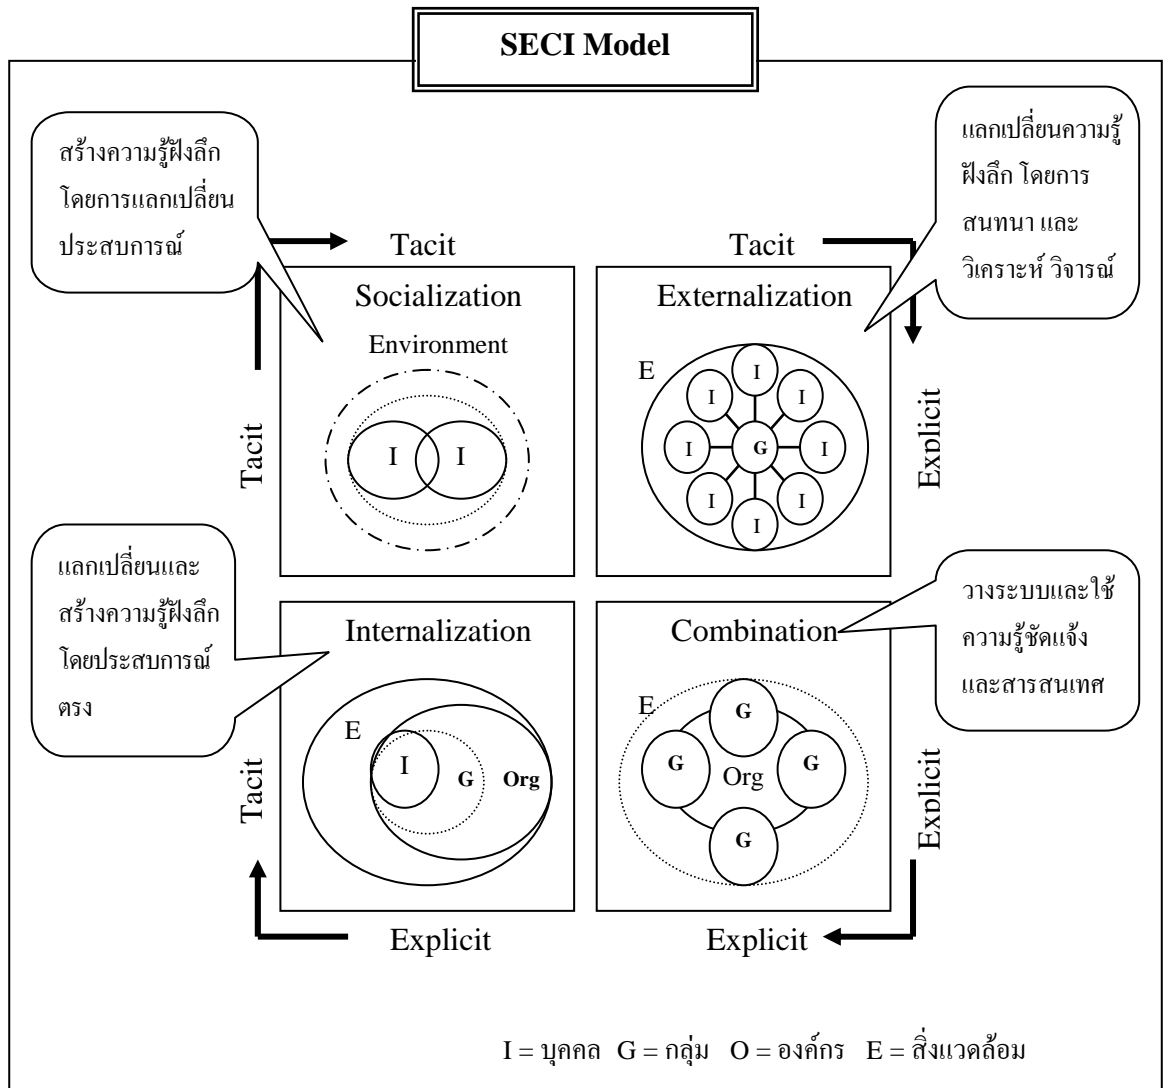 SECI Model
สร้างความรู้ฝังลึก
โดยการแลกเปลี่ยน
ประสบการณ์
แลกเปลี่ยนความรู้
ฝังลึก โดยการ
สนทนา และ
วิเคราะห์ วิจารณ์
Tacit
Tacit
Socialization
Environment
I
I
Tacit
Externalization
E
I
I
I
I
G
I
I
I
I
Explicit
แลกเปลี่ยนและ
สร้างความรู้ฝังลึก
โดยประสบการณ์
ตรง
วางระบบและใช้
ความรู้ชัดแจ้ง
และสารสนเทศ
Internalization
E
I
G
Org
Tacit
Combination
E
G
G
Org
G
G
Explicit
Explicit
Explicit
I = บุคคล G = กลุ่ม O = องค์กร E = สิ่งแวดล้อม